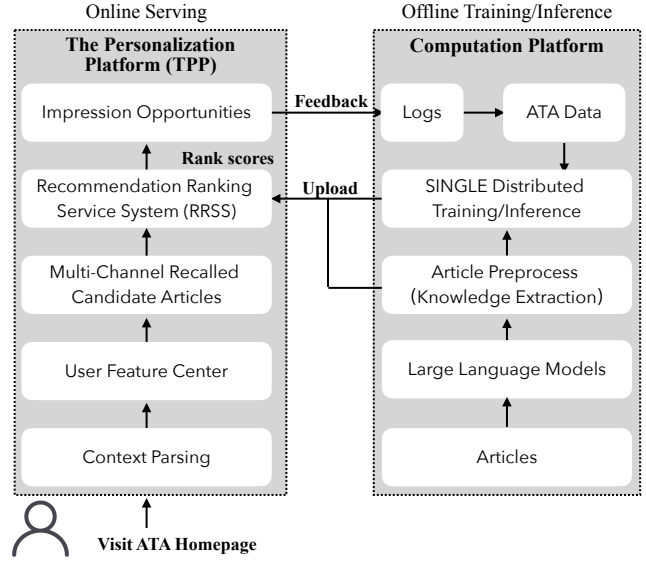 Online Serving
The Personalization
Platform (TPP)
Impression Opportunities
Rank scores
Recommendation Ranking
Service System (RRSS)
Multi-Channel Recalled
Candidate Articles
User Feature Center
Context Parsing
Visit ATA Homepage
Feedback
Upload
Offline Training/Inference
Computation Platform
Logs
ATA Data
SINGLE Distributed
Training/Inference
Article Preprocess
(Knowledge Extraction)
Large Language Models
Articles